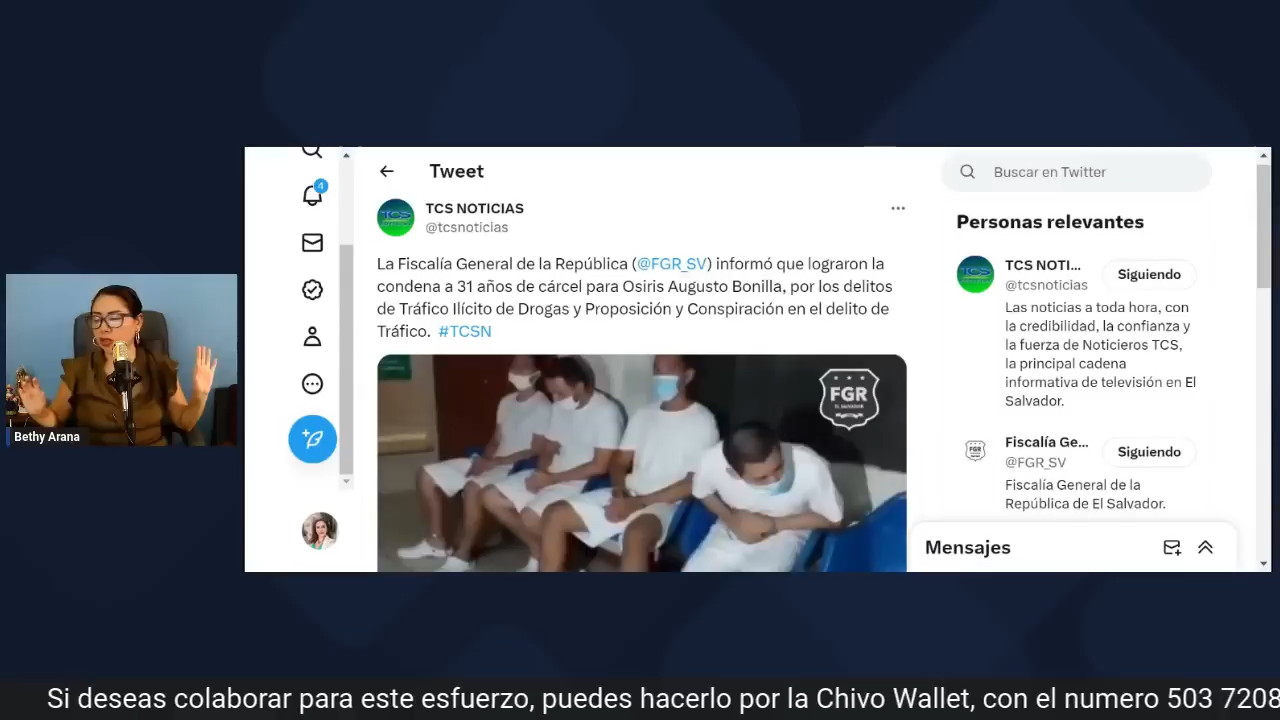 Tweet
TCS NOTICIAS
@tcsnoticias
La Fiscalía General de la República (@FGR_SV) informó que lograron la
condena a 31 años de cárcel para Osiris Augusto Bonilla, por los delitos
de Tráfico Ilícito de Drogas y Proposición y Conspiración en el delito de
Tráfico. #TCSN
FGR
EL SALVADOR
4
Buscar en Twitter
Personas relevantes
TCS NOTI...
@tcsnoticias
Siguiendo
Las noticias a toda hora, con
la credibilidad, la confianza y
la fuerza de Noticieros TCS,
la principal cadena
informativa de televisión en El
Salvador.
Fiscalía Ge...
@FGR_SV
Siguiendo
Fiscalía General de la
República de El Salvador.
Mensajes
Bethy Arana
Si deseas colaborar para este esfuerzo, puedes hacerlo por la Chivo Wallet, con el numero 503 7208